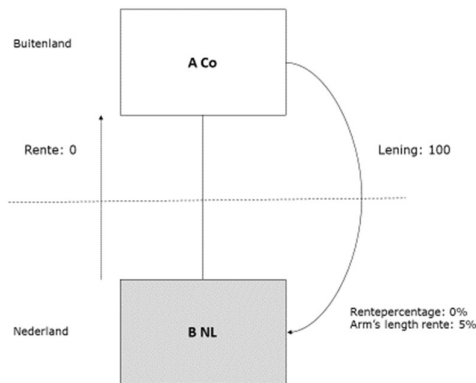 Buitenland
A Co
Rente: 0
Lening: 100
Rentepercentage: 0%
Arm's length rente: 5%
Nederland
B NL